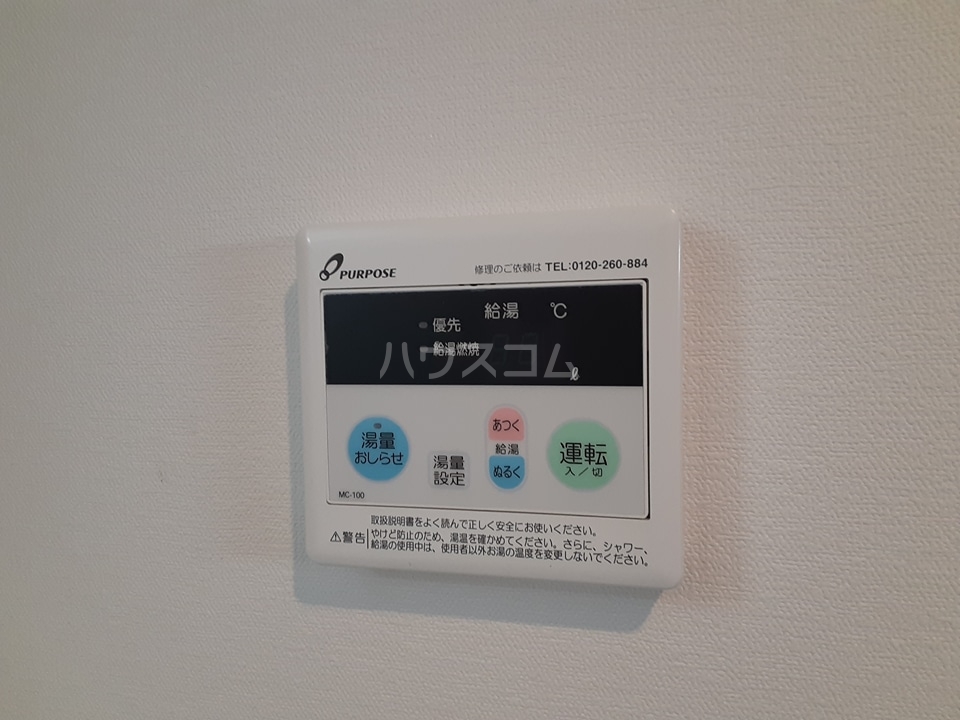 PURPOSE 修理のご依頼は TEL:0120-260-884
給湯 ℃
優先
給湯燃焼
ハウスコム
ℓ
湯量
おしらせ
湯量
設定
あつく
給湯
ぬるく
運転
入/切
MC-100
取扱説明書をよく読んで正しく安全にお使いください。
⚠警告 やけど防止のため、湯温を確かめてください。さらに、シャワー、
給湯の使用中は、使用者以外お湯の温度を変更しないでください。